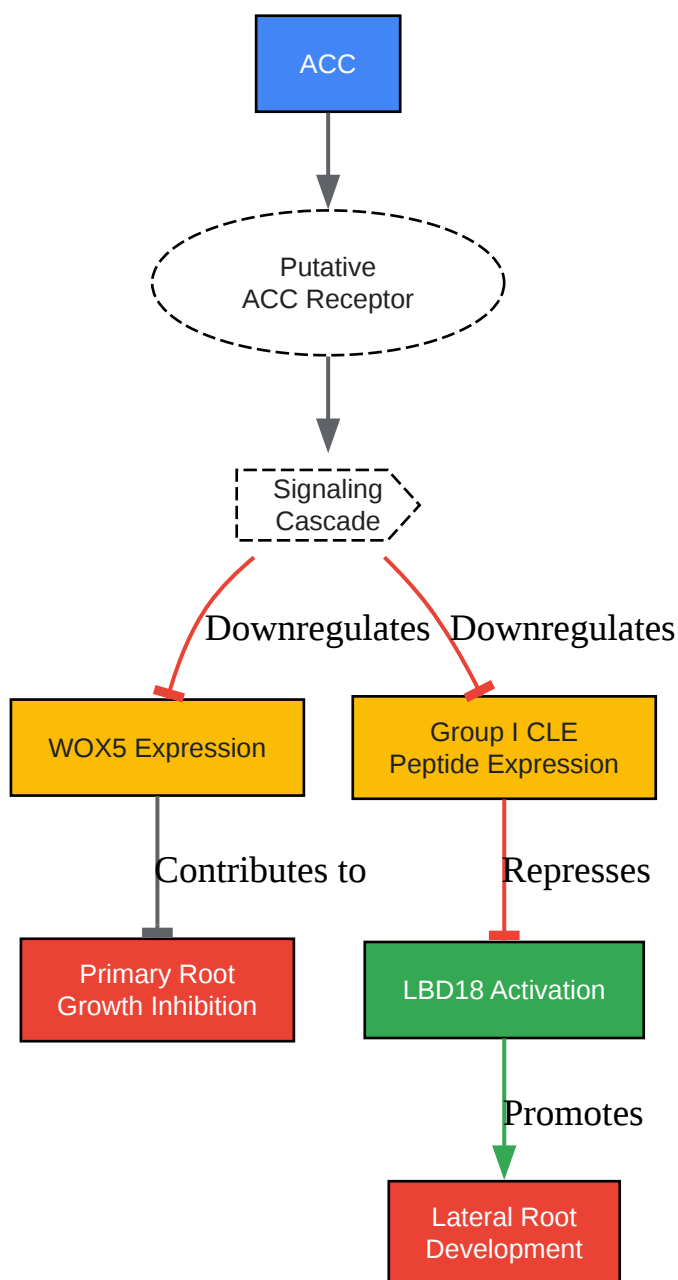 ACC
Putative
ACC Receptor
Signaling
Cascade
Downregulates
Downregulates
WOX5 Expression
Group I CLE
Peptide Expression
Contributes to
Represses
Primary Root
Growth Inhibition
LBD18 Activation
Promotes
Lateral Root
Development